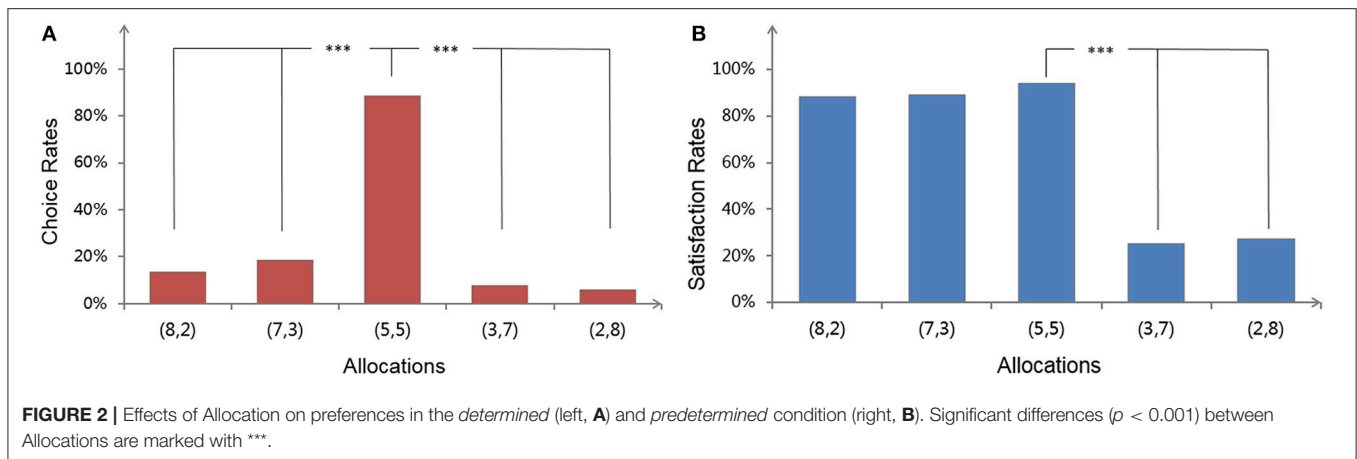 A
*** ***
100%
80%
60%
40%
20%
0%
Choice Rates
(8,2) (7,3) (5,5) (3,7) (2,8)
Allocations
B
***
100%
80%
60%
40%
20%
0%
Satisfaction Rates
(8,2) (7,3) (5,5) (3,7) (2,8)
Allocations
FIGURE 2 | Effects of Allocation on preferences in the determined (left, A) and predetermined condition (right, B). Significant differences (p < 0.001) between
Allocations are marked with ***.